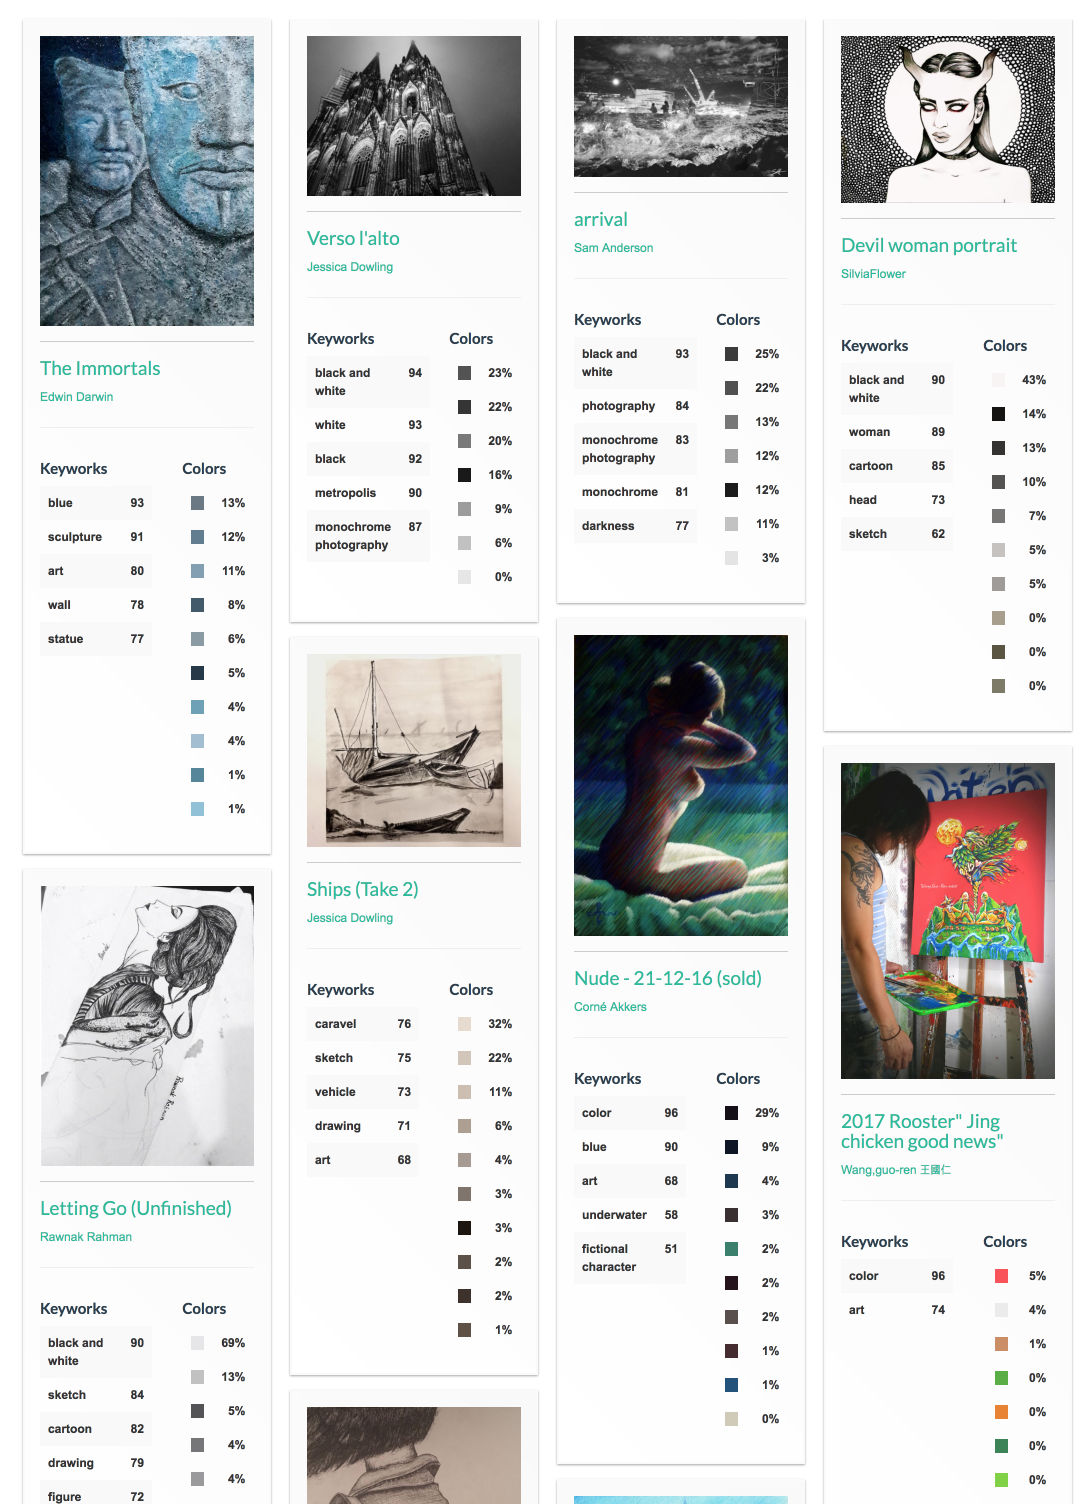 The Immortals
Edwin Darwin
Keyworks Colors
blue 93 13%
sculpture 91 12%
art 80 11%
wall 78 8%
statue 77 6%
5%
4%
4%
1%
1%
Letting Go (Unfinished)
Rawnak Rahman
Keyworks Colors
black and 90 69%
white
13%
sketch 84 5%
cartoon 82 4%
drawing 79 4%
figure 72
Verso l'alto
Jessica Dowling
Keyworks Colors
black and 94 23%
white
22%
white 93 20%
black 92 16%
metropolis 90 9%
monochrome 87 6%
photography
0%
Ships (Take 2)
Jessica Dowling
Keyworks Colors
caravel 76 32%
sketch 75 22%
vehicle 73 11%
drawing 71 6%
art 68 4%
3%
3%
2%
2%
1%
arrival
Sam Anderson
Keyworks Colors
black and 93 25%
white
22%
photography 84 13%
monochrome 83 12%
photography
monochrome 81 12%
darkness 77 11%
3%
Nude - 21-12-16 (sold)
Corné Akkers
Keyworks Colors
color 96 29%
blue 90 9%
art 68 4%
underwater 58 3%
fictional 51 2%
character
2%
2%
1%
1%
0%
Devil woman portrait
SilviaFlower
Keyworks Colors
black and 90 43%
white
14%
woman 89 13%
cartoon 85 10%
head 73 7%
sketch 62 5%
5%
0%
0%
0%
2017 Rooster" Jing
chicken good news"
Wang,guo-ren 王國仁
Keyworks Colors
color 96 5%
art 74 4%
1%
0%
0%
0%
0%